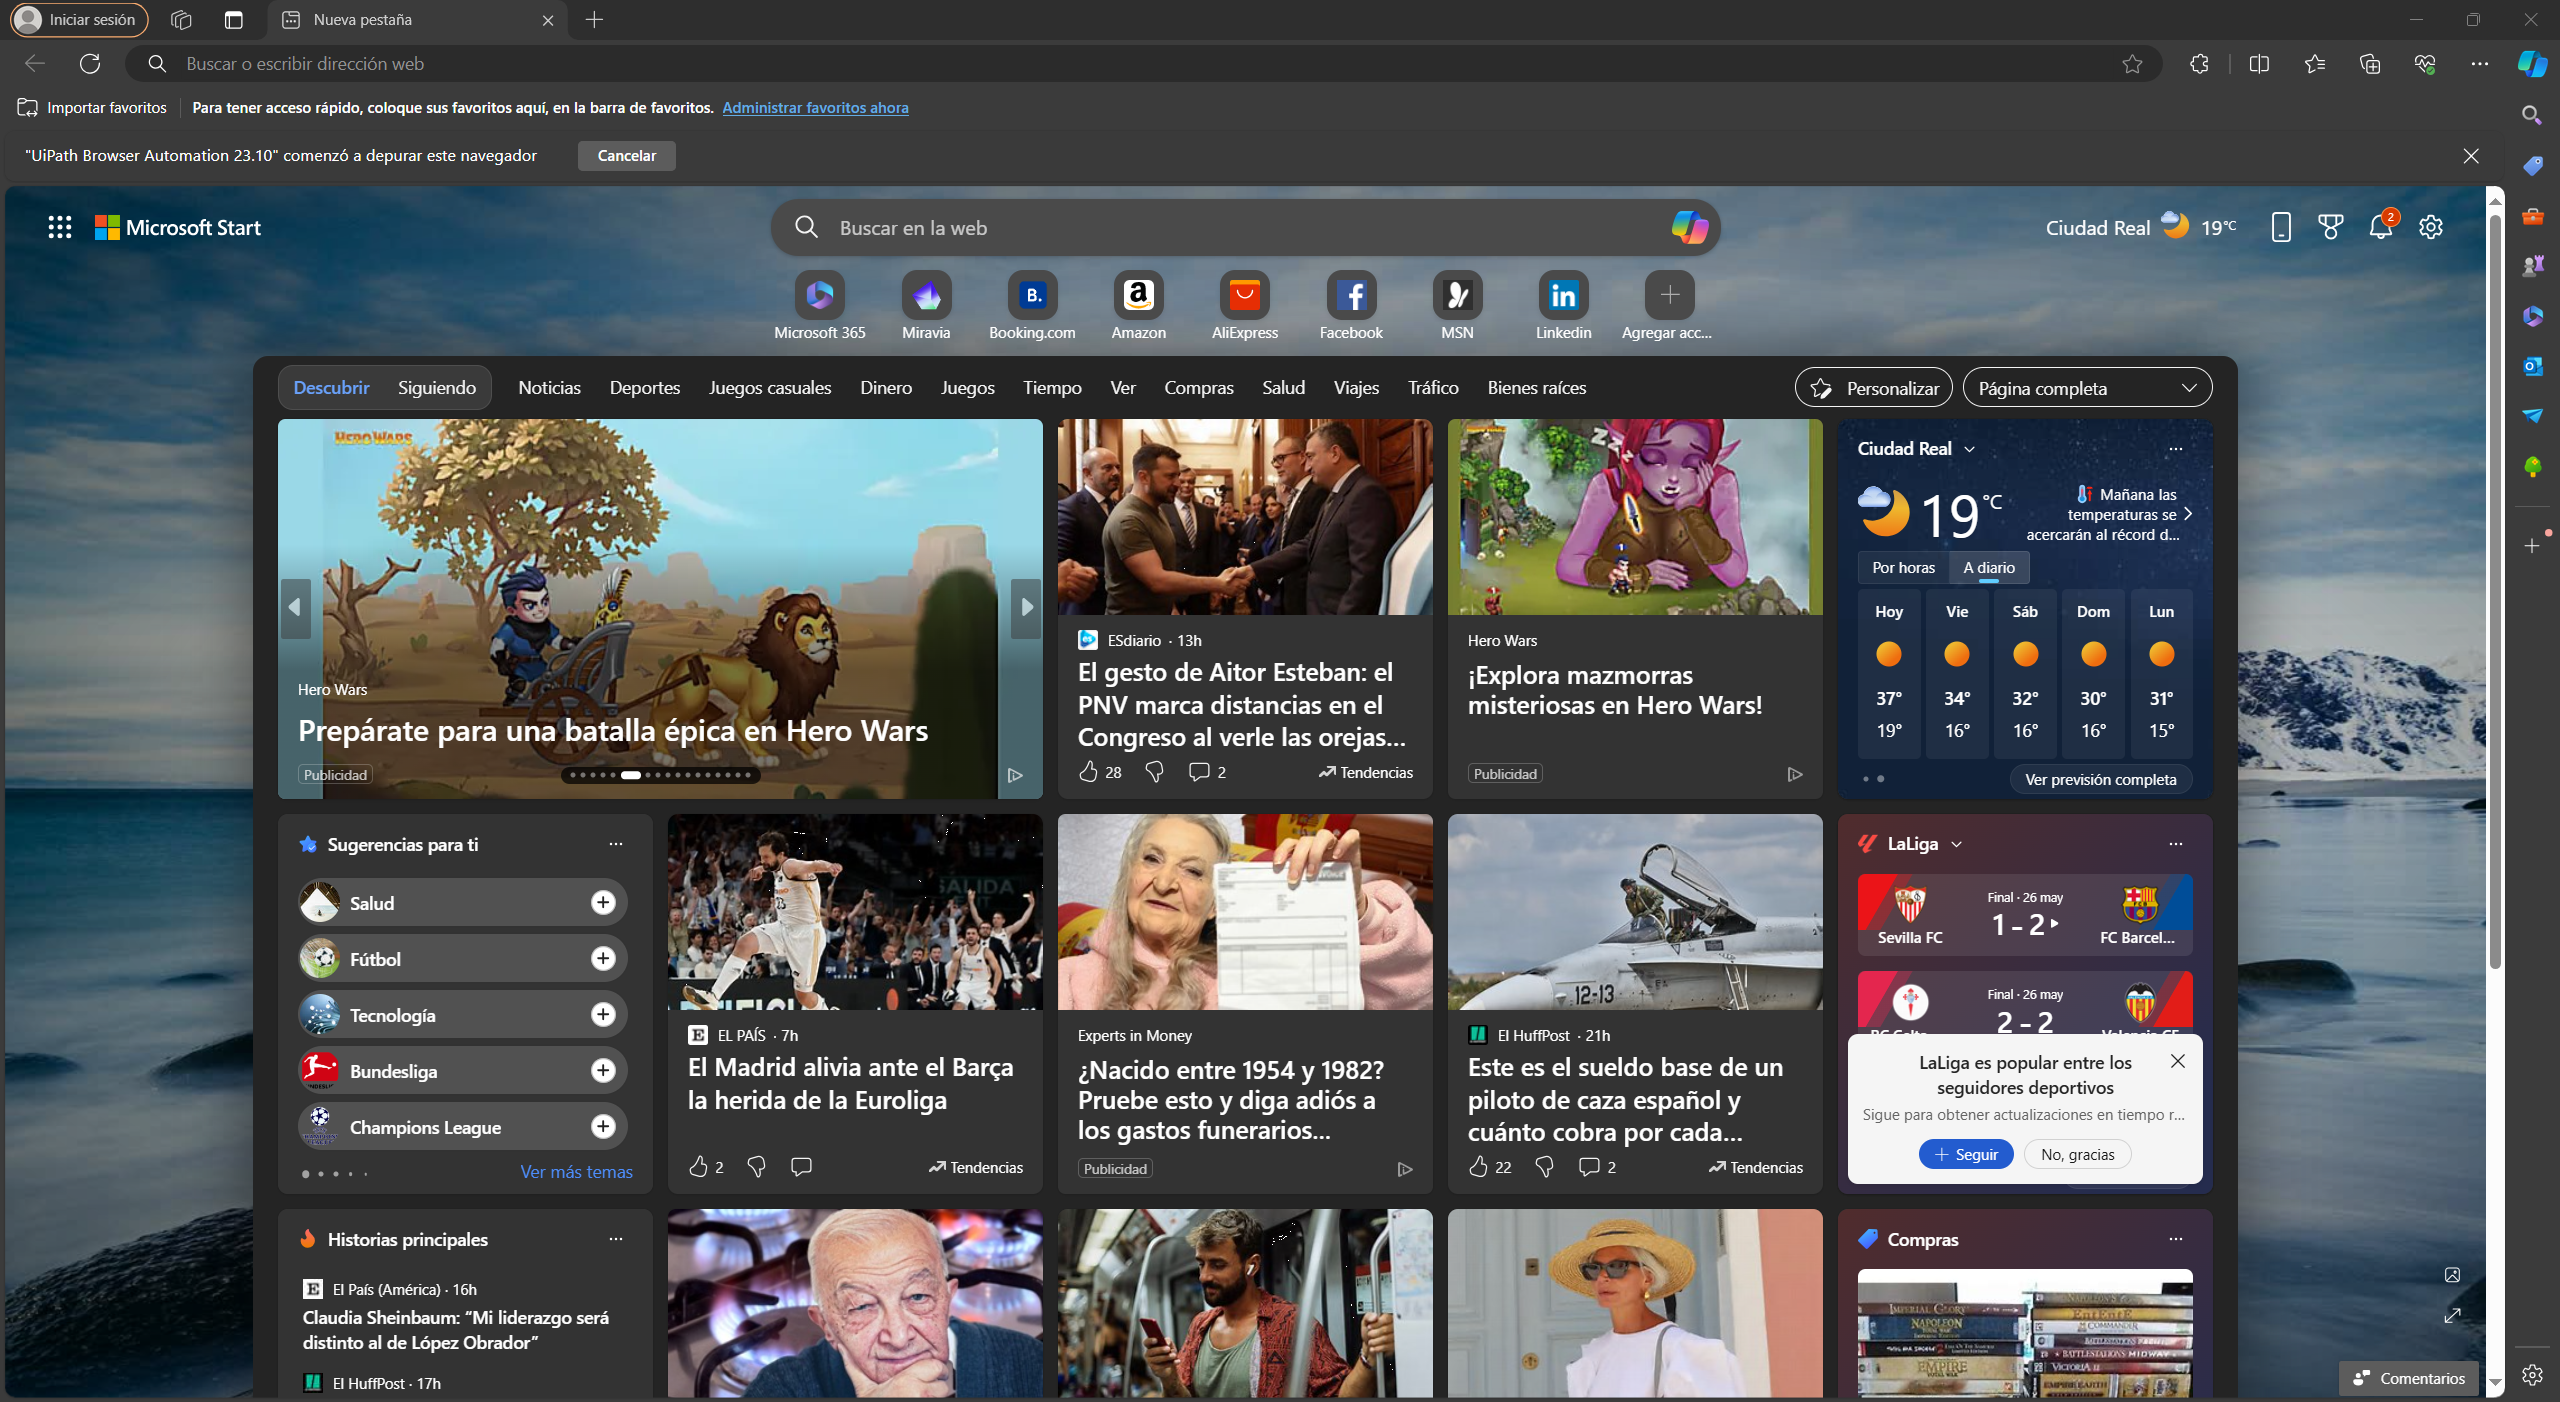 Iniciar sesión
Nueva pestaña
Buscar o escribir dirección web
Importar favoritos
Para tener acceso rápido, coloque sus favoritos aquí, en la barra de favoritos. Administrar favoritos ahora
"UiPath Browser Automation 23.10" comenzó a depurar este navegador
Cancelar
Microsoft Start
Buscar en la web
Ciudad Real
19°C
2
Microsoft 365
Miravia
Booking.com
Amazon
AliExpress
Facebook
MSN
Linkedin
Agregar acc...
Descubrir
Siguiendo
Noticias
Deportes
Juegos casuales
Dinero
Juegos
Tiempo
Ver
Compras
Salud
Viajes
Tráfico
Bienes raíces
Personalizar
Página completa
HERO WARS
Hero Wars
Prepárate para una batalla épica en Hero Wars
Publicidad
ESdiario · 13h
El gesto de Aitor Esteban: el
PNV marca distancias en el
Congreso al verle las orejas...
28
2
Tendencias
Hero Wars
¡Explora mazmorras
misteriosas en Hero Wars!
Publicidad
Ciudad Real
19 °C
Mañana las
temperaturas se
acercarán al récord d...
Por horas
A diario
Hoy
Vie
Sáb
Dom
Lun
37°
34°
32°
30°
31°
19°
16°
16°
16°
15°
Ver previsión completa
Sugerencias para ti
Salud
Fútbol
Tecnología
Bundesliga
Champions League
Ver más temas
EL PAÍS · 7h
El Madrid alivia ante el Barça
la herida de la Euroliga
2
Tendencias
Experts in Money
¿Nacido entre 1954 y 1982?
Pruebe esto y diga adiós a
los gastos funerarios...
Publicidad
12-13
El HuffPost · 21h
Este es el sueldo base de un
piloto de caza español y
cuánto cobra por cada...
22
2
Tendencias
LaLiga
Final · 26 may
1 - 2
Sevilla FC
FC Barcel...
Final · 26 may
2 - 2
LaLiga es popular entre los
seguidores deportivos
Sigue para obtener actualizaciones en tiempo r...
Seguir
No, gracias
Historias principales
El País (América) · 16h
Claudia Sheinbaum: “Mi liderazgo será
distinto al de López Obrador”
El HuffPost · 17h
Compras
IMPERIAL GLORY
NAPOLEON
EMPIRE
COMMANDER
Comentarios